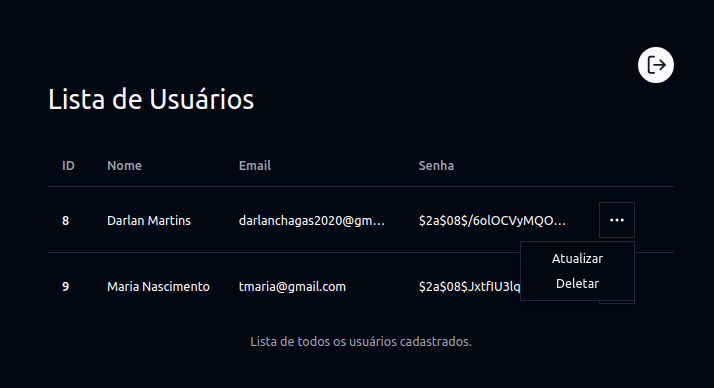 Lista de Usuários
ID Nome Email Senha
8 Darlan Martins darlanchagas2020@gm... $2a$08$/6olOCVyMQO... ...
Atualizar
Deletar
9 Maria Nascimento tmaria@gmail.com $2a$08$JxtfIU3lq
Lista de todos os usuários cadastrados.